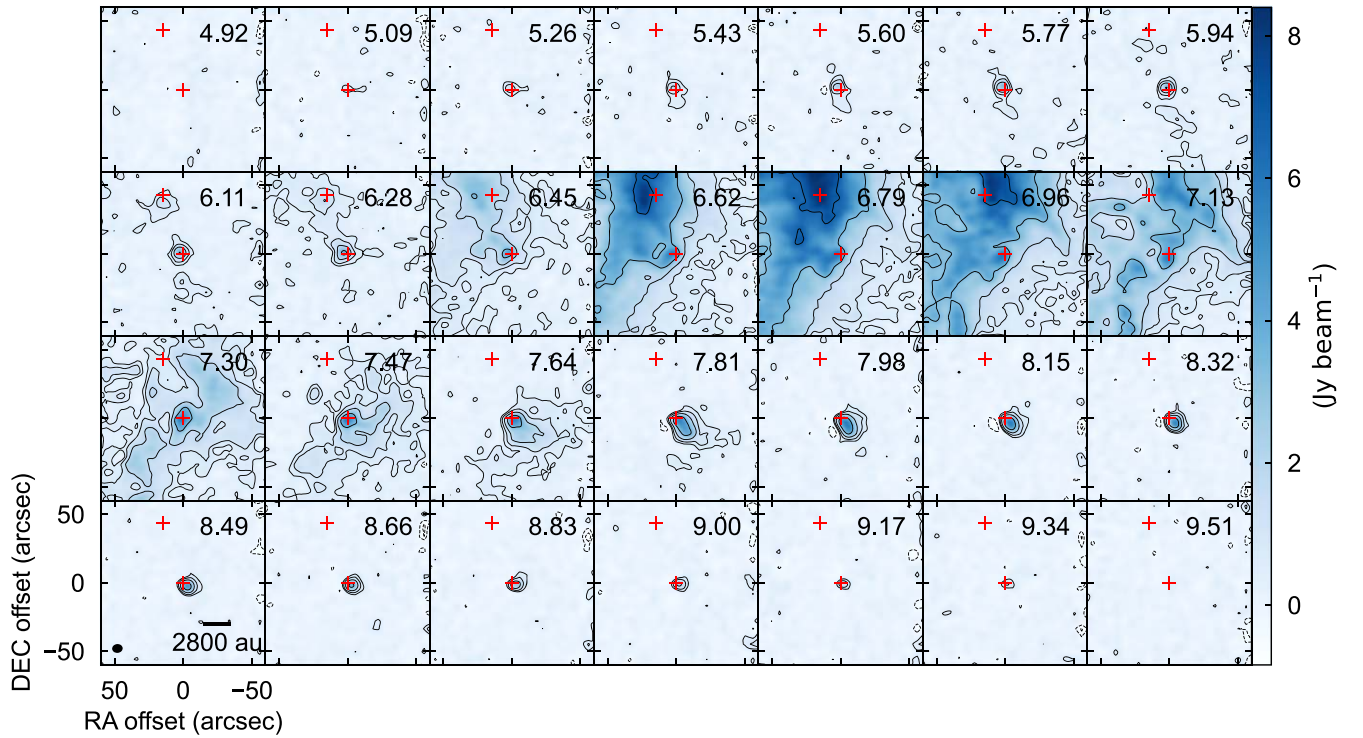 4.92 5.09 5.26 5.43 5.60 5.77 5.94
6.11 6.28 6.45 6.62 6.79 6.96 7.13
7.30 7.47 7.64 7.81 7.98 8.15 8.32
8.49 8.66 8.83 9.00 9.17 9.34 9.51
2800 au
50
0
−50
DEC offset (arcsec)
50 0 −50
RA offset (arcsec)
8
6
4
2
0
(Jy beam⁻¹)